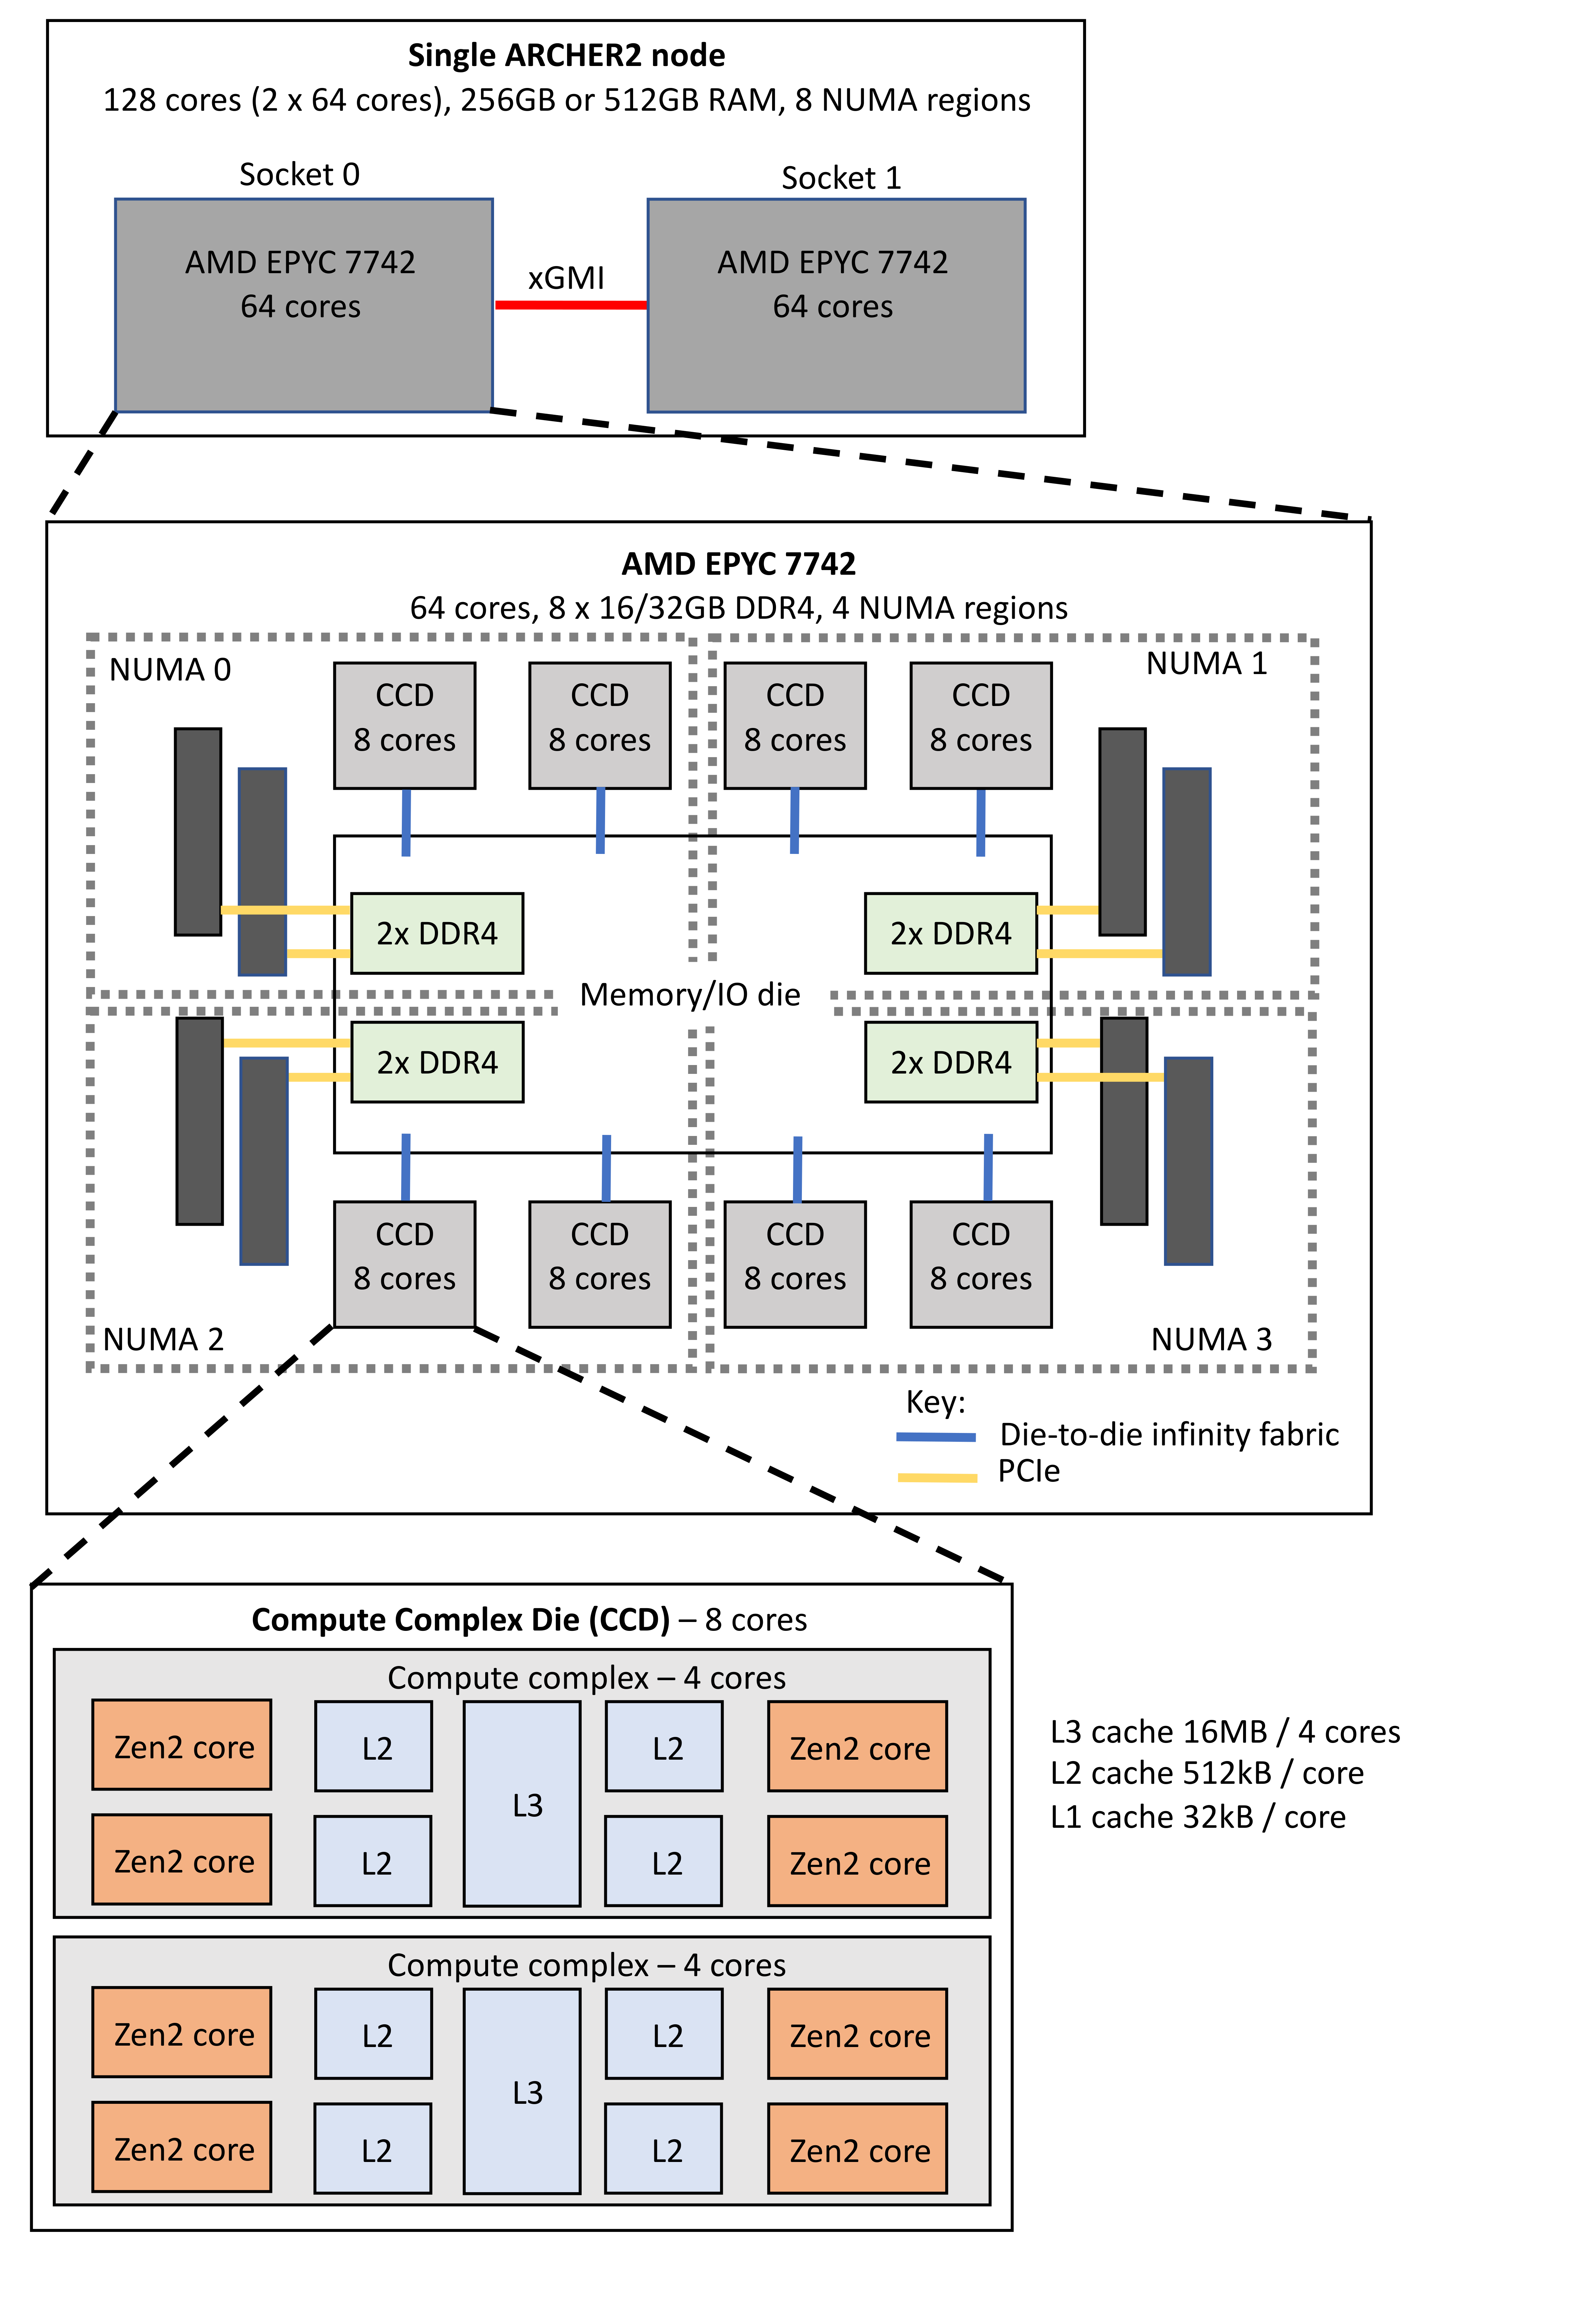 Single ARCHER2 node
128 cores (2 x 64 cores), 256GB or 512GB RAM, 8 NUMA regions
Socket 0
Socket 1
AMD EPYC 7742
64 cores
xGMI
AMD EPYC 7742
64 cores
AMD EPYC 7742
64 cores, 8 x 16/32GB DDR4, 4 NUMA regions
NUMA 0
CCD
8 cores
CCD
8 cores
CCD
8 cores
CCD
8 cores
NUMA 1
2x DDR4
2x DDR4
Memory/IO die
2x DDR4
2x DDR4
NUMA 2
CCD
8 cores
CCD
8 cores
CCD
8 cores
CCD
8 cores
NUMA 3
Key:
Die-to-die infinity fabric
PCIe
Compute Complex Die (CCD) – 8 cores
Compute complex – 4 cores
Zen2 core
L2
L3
L2
Zen2 core
Zen2 core
L2
L2
Zen2 core
Compute complex – 4 cores
Zen2 core
L2
L3
L2
Zen2 core
Zen2 core
L2
L2
Zen2 core
L3 cache 16MB / 4 cores
L2 cache 512kB / core
L1 cache 32kB / core